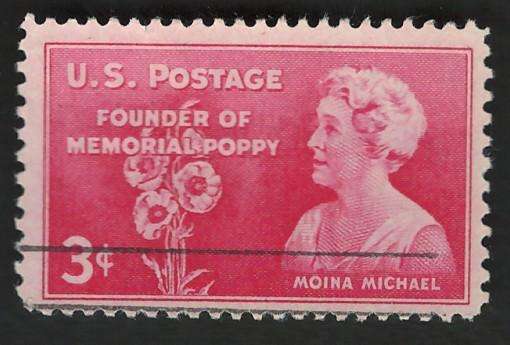 U.S. POSTAGE
FOUNDER OF
MEMORIAL POPPY
3¢
MOINA MICHAEL